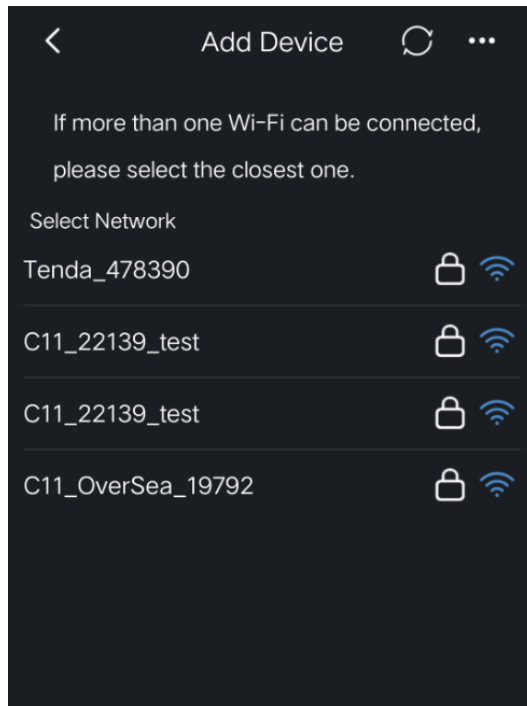 Add Device
If more than one Wi-Fi can be connected,
please select the closest one.
Select Network
Tenda_478390
C11_22139_test
C11_22139_test
C11_OverSea_19792